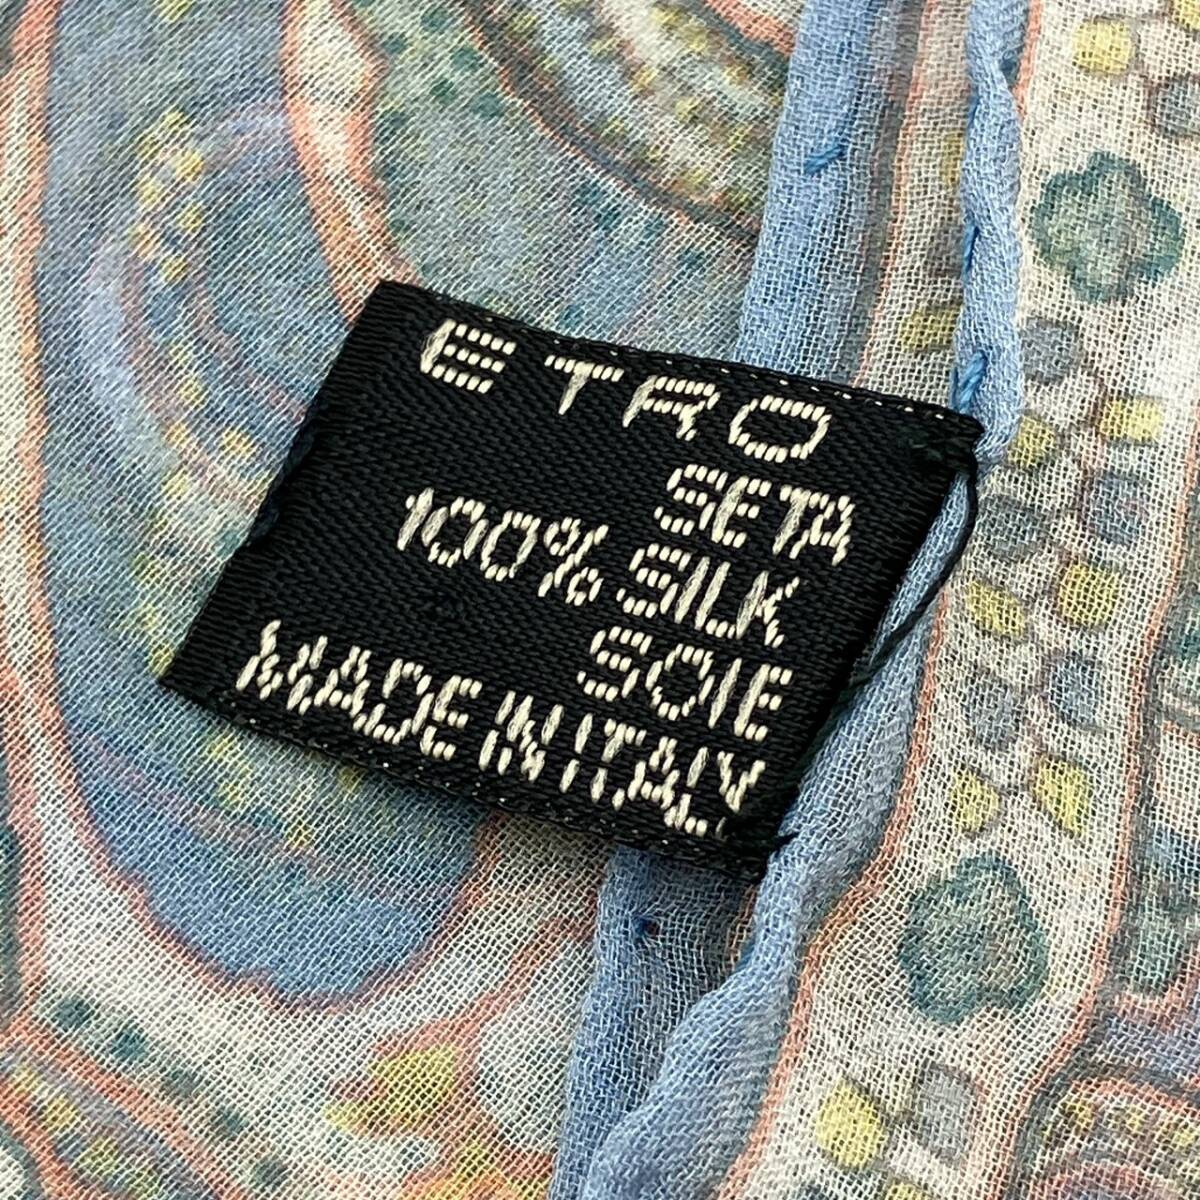 ETRO
SETA
100% SILK
SOIE
MADE IN ITALY